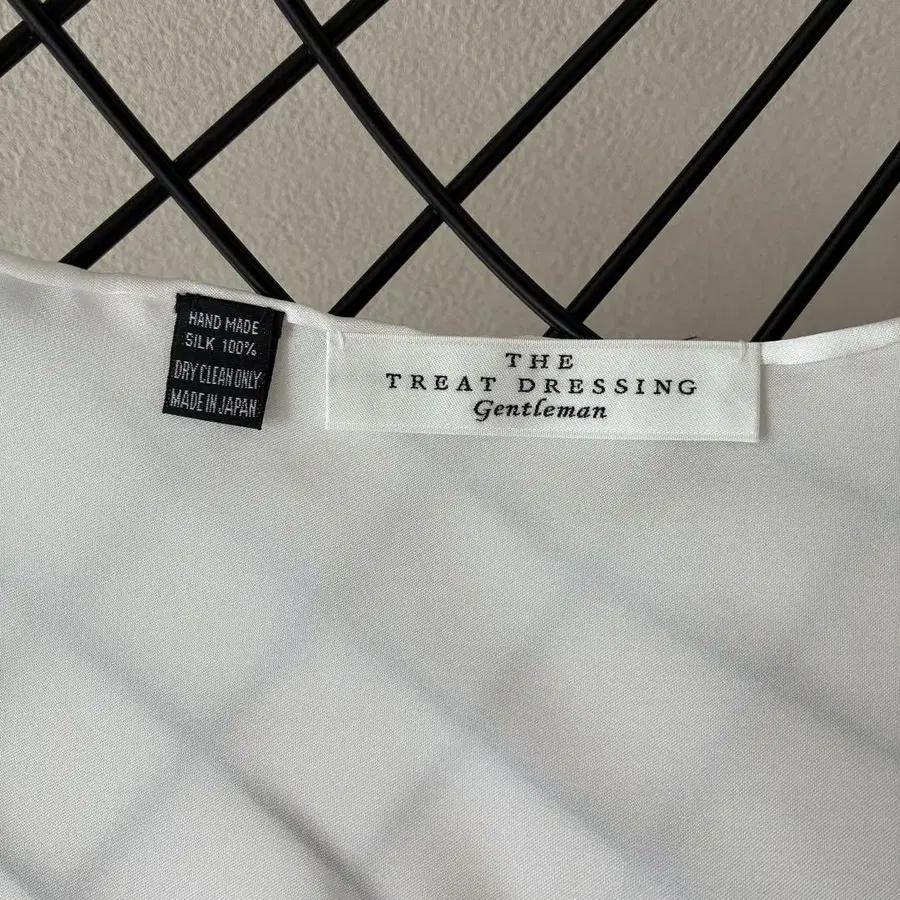 HAND MADE
SILK 100%
DRY CLEAN ONLY
MADE IN JAPAN
THE
TREAT DRESSING
Gentleman